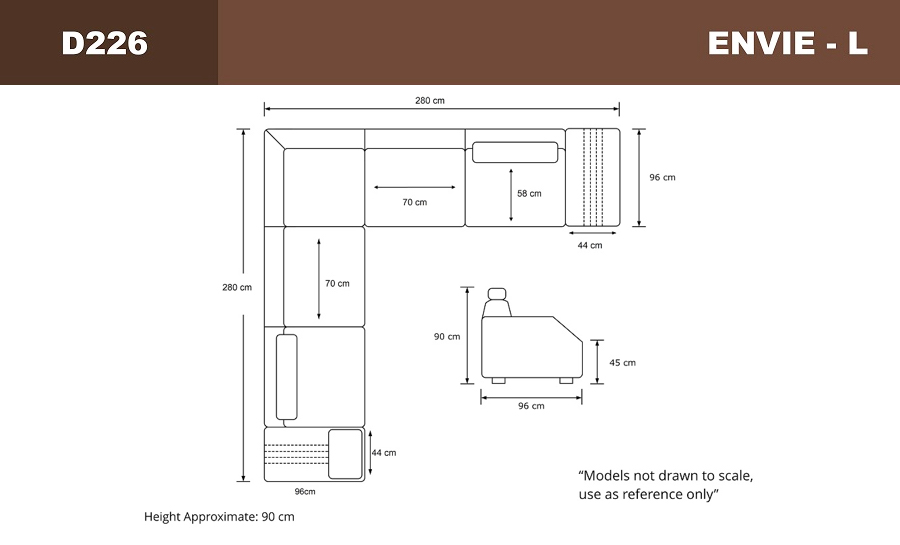 D226
ENVIE - L
280 cm
96 cm
70 cm
58 cm
44 cm
280 cm
70 cm
90 cm
45 cm
96 cm
44 cm
96cm
“Models not drawn to scale,
use as reference only”
Height Approximate: 90 cm